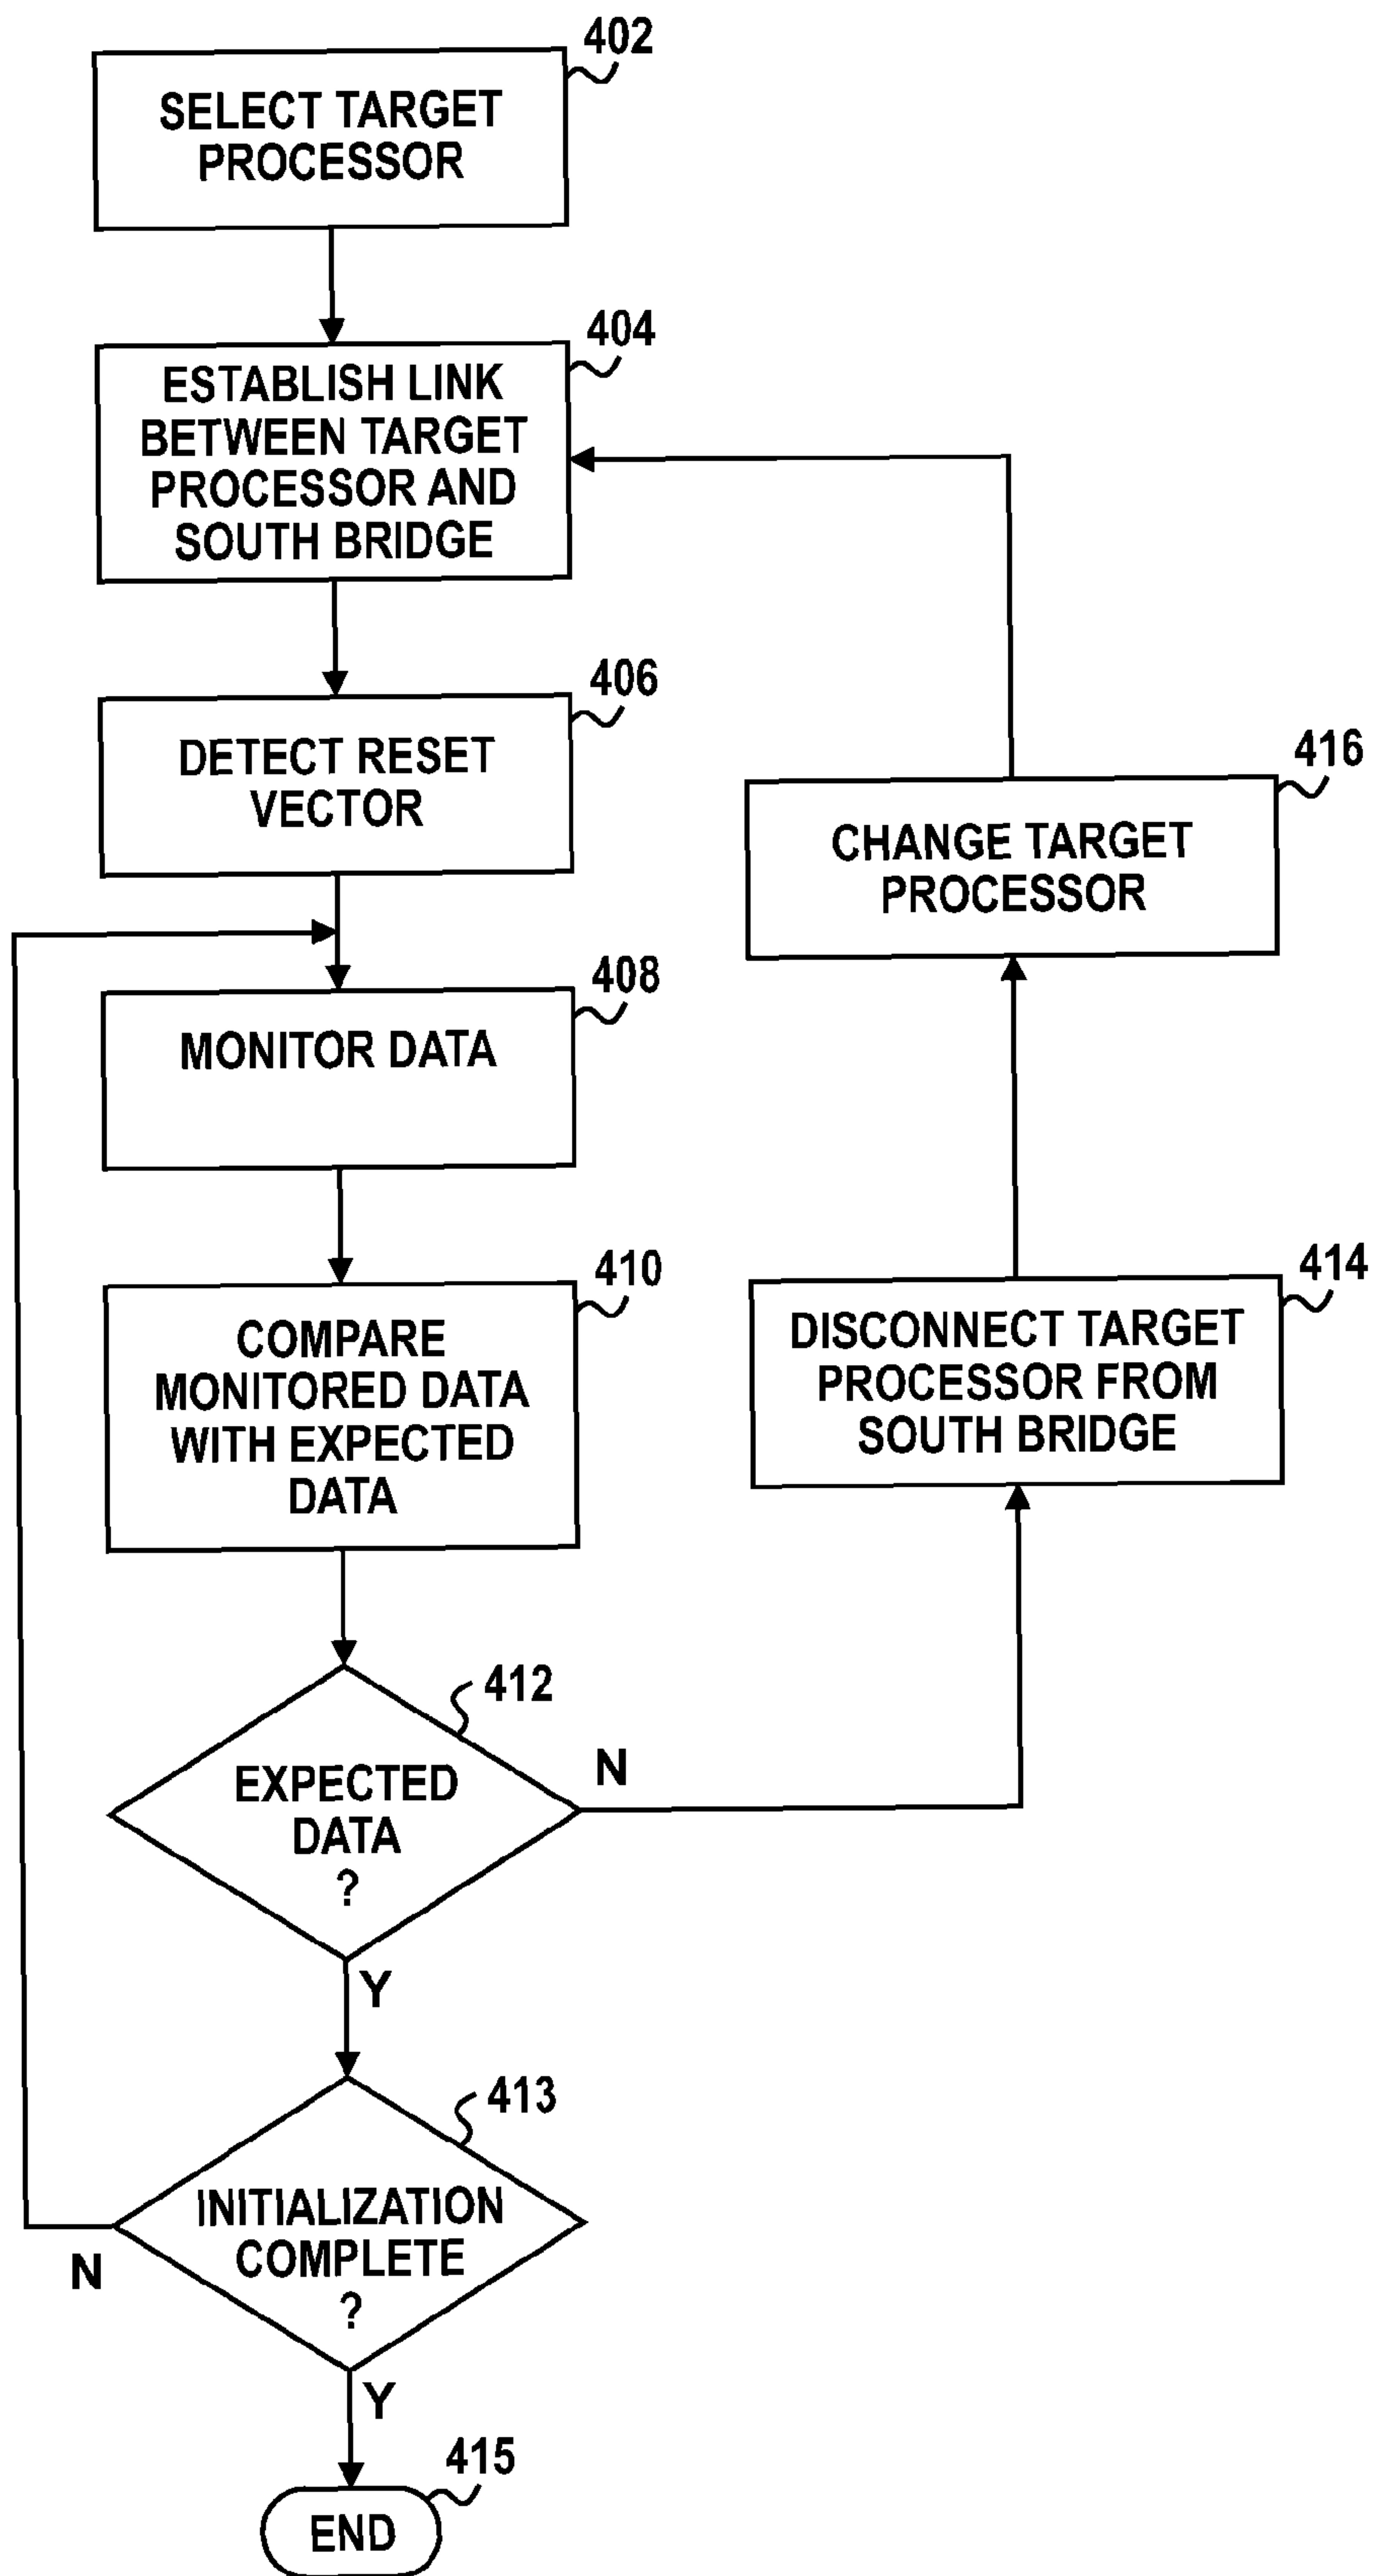 402
SELECT TARGET
PROCESSOR
404
ESTABLISH LINK
BETWEEN TARGET
PROCESSOR AND
SOUTH BRIDGE
406
DETECT RESET
VECTOR
416
CHANGE TARGET
PROCESSOR
408
MONITOR DATA
410
COMPARE
MONITORED DATA
WITH EXPECTED
DATA
414
DISCONNECT TARGET
PROCESSOR FROM
SOUTH BRIDGE
412
EXPECTED
DATA
?
N
Y
413
INITIALIZATION
COMPLETE
?
N
Y
415
END